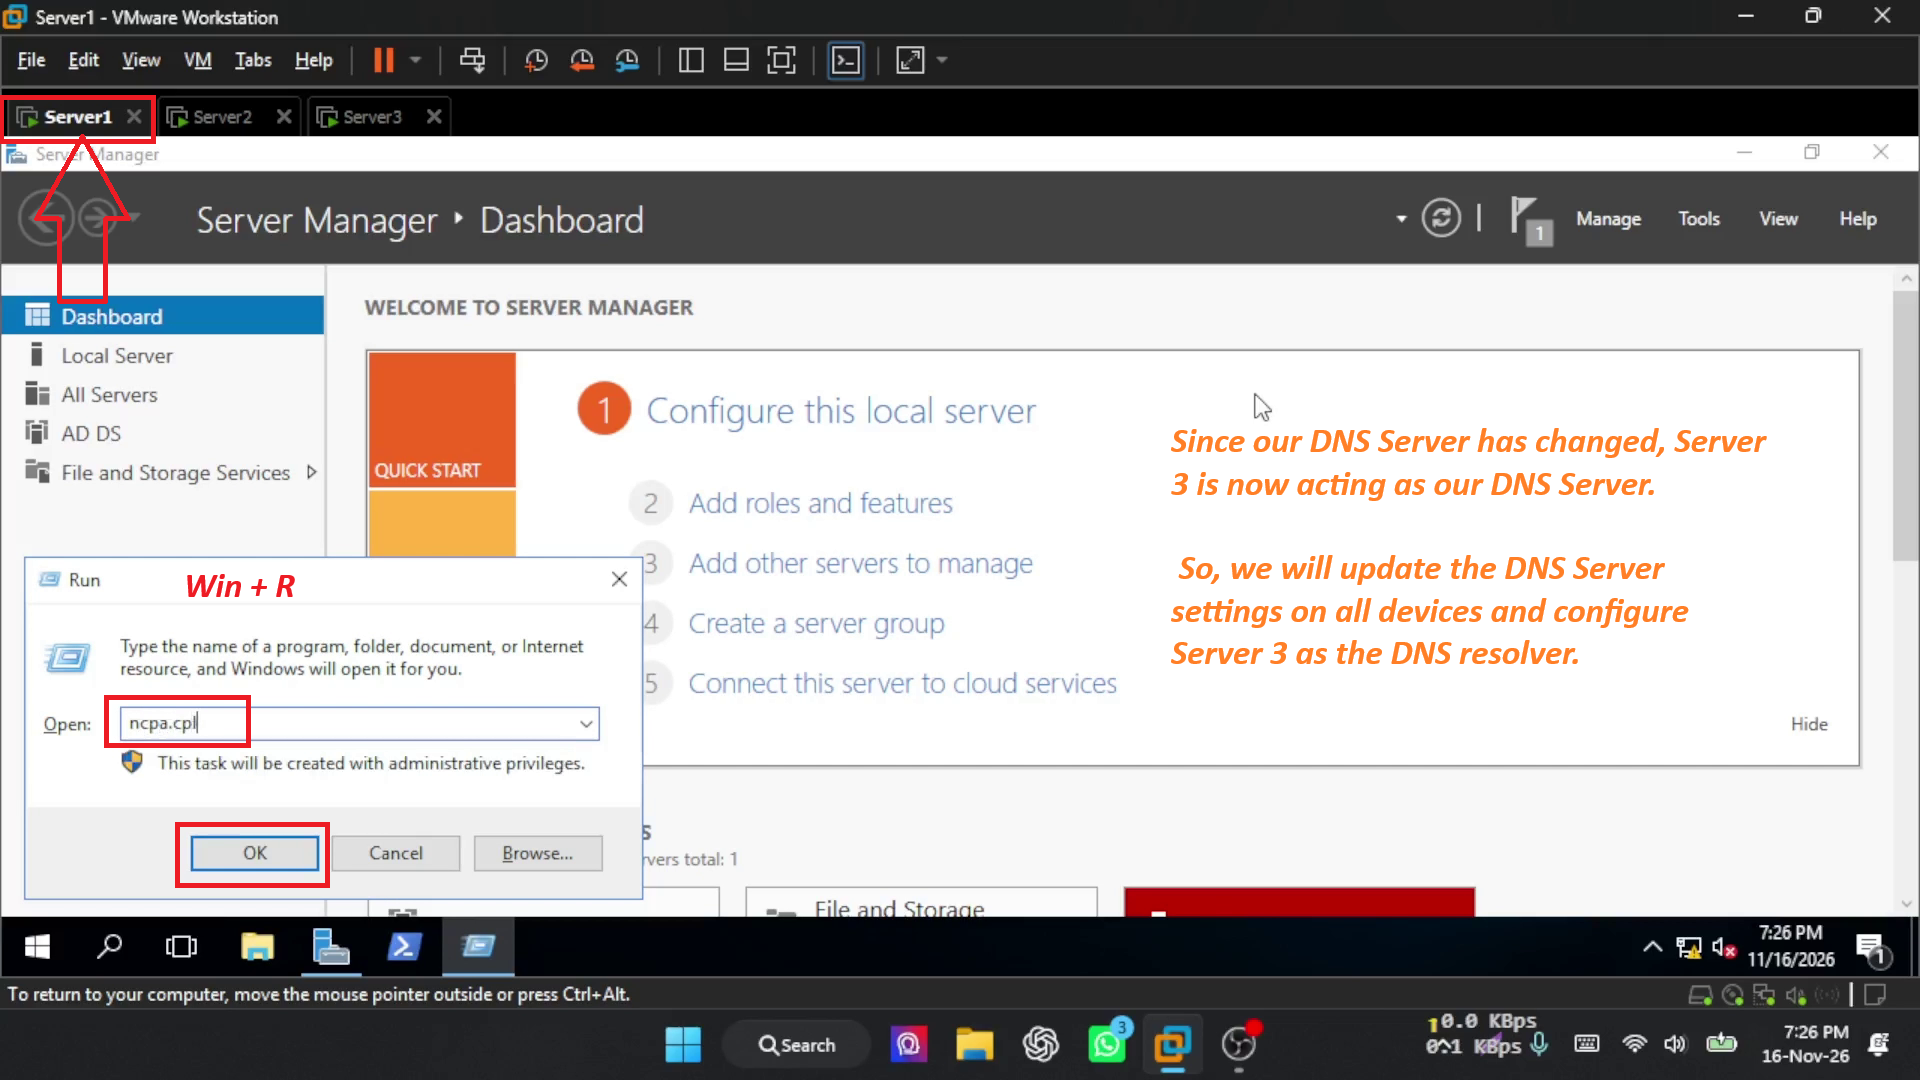 Server1 - VMware Workstation
File Edit View VM Tabs Help
Server1 Server2 Server3
Server Manager
Server Manager Dashboard
1 Manage Tools View Help
Dashboard
Local Server
All Servers
AD DS
File and Storage Services
WELCOME TO SERVER MANAGER
QUICK START
1 Configure this local server
2 Add roles and features
3 Add other servers to manage
4 Create a server group
5 Connect this server to cloud services
Hide
Since our DNS Server has changed, Server
3 is now acting as our DNS Server.
So, we will update the DNS Server
settings on all devices and configure
Server 3 as the DNS resolver.
Run
Win + R
Type the name of a program, folder, document, or Internet
resource, and Windows will open it for you.
Open: ncpa.cpl
This task will be created with administrative privileges.
OK Cancel Browse...
total: 1
File and Storage
7:26 PM
11/16/2026
1
To return to your computer, move the mouse pointer outside or press Ctrl+Alt.
Search
3
0.0 KBps
KBps
7:26 PM
16-Nov-26